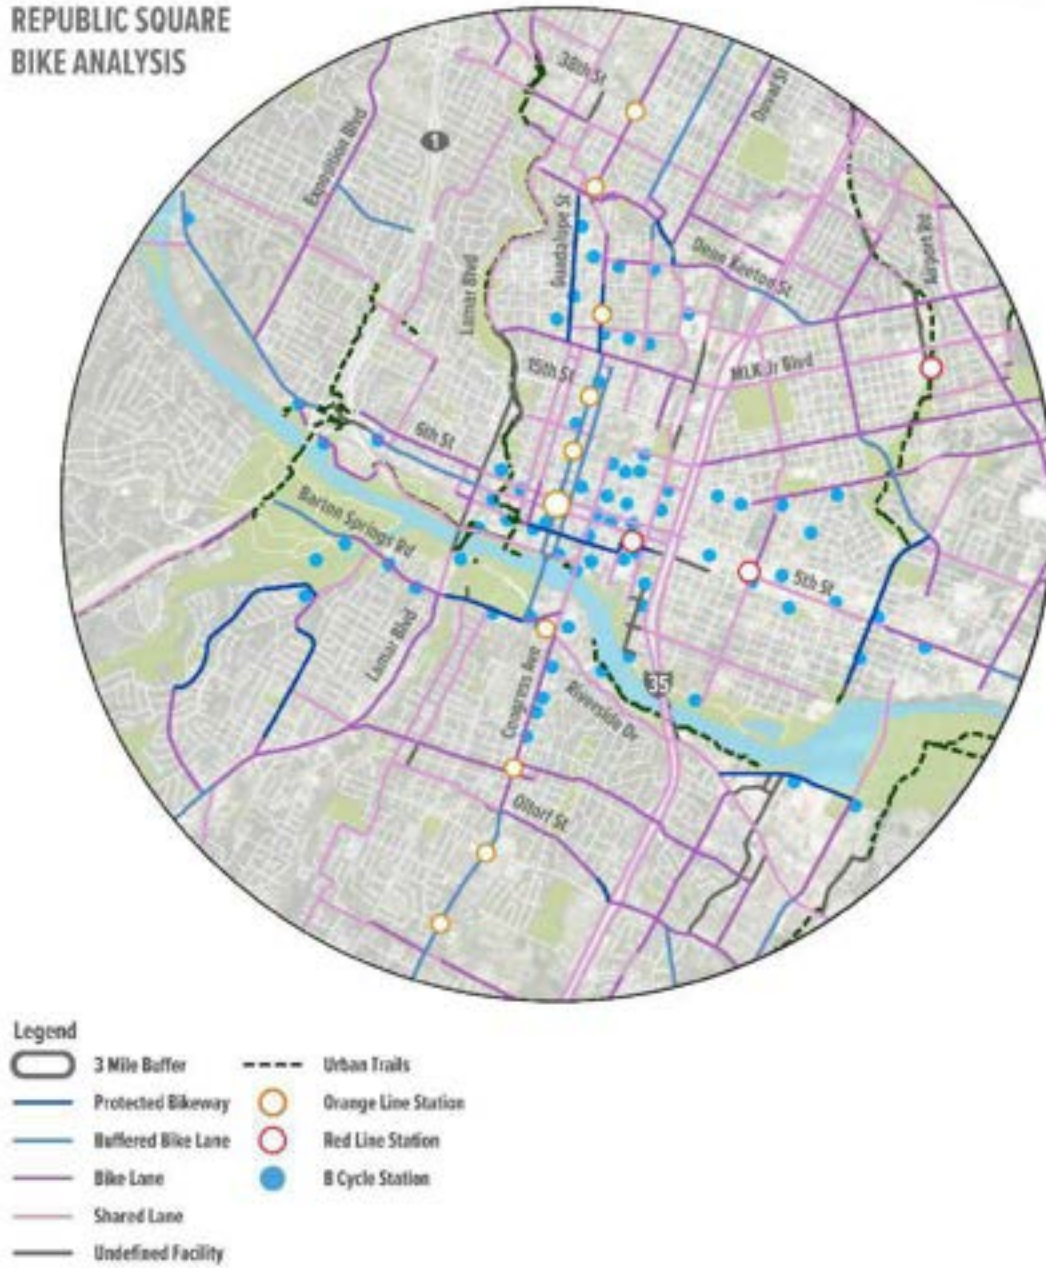 REPUBLIC SQUARE
BIKE ANALYSIS
38th St
Duval St
1
Exposition Blvd
Guadalupe St
Airport Rd
Dean Keeton St
Lamar Blvd
15th St
MLK Jr Blvd
6th St
Barton Springs Rd
5th St
Lamar Blvd
Congress Ave
Riverside Dr
35
Oltorf St
Legend
3 Mile Buffer
Urban Trails
Protected Bikeway
Orange Line Station
Buffered Bike Lane
Red Line Station
Bike Lane
B Cycle Station
Shared Lane
Undefined Facility